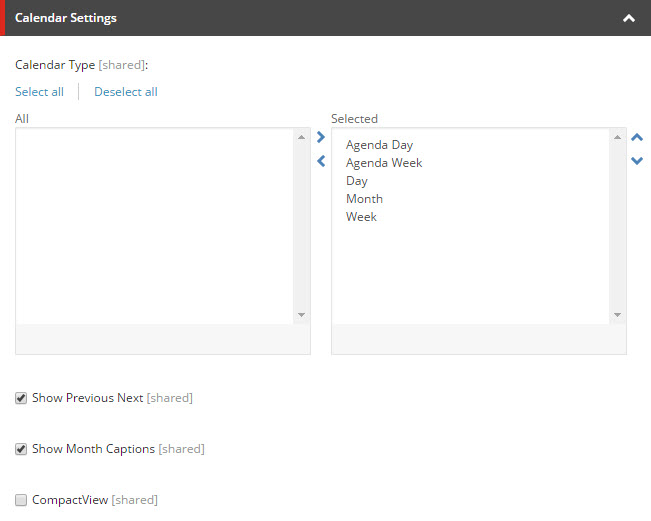 Calendar Settings
Calendar Type [shared]:
Select all
Deselect all
All
Selected
Agenda Day
Agenda Week
Day
Month
Week
Show Previous Next [shared]
Show Month Captions [shared]
CompactView [shared]